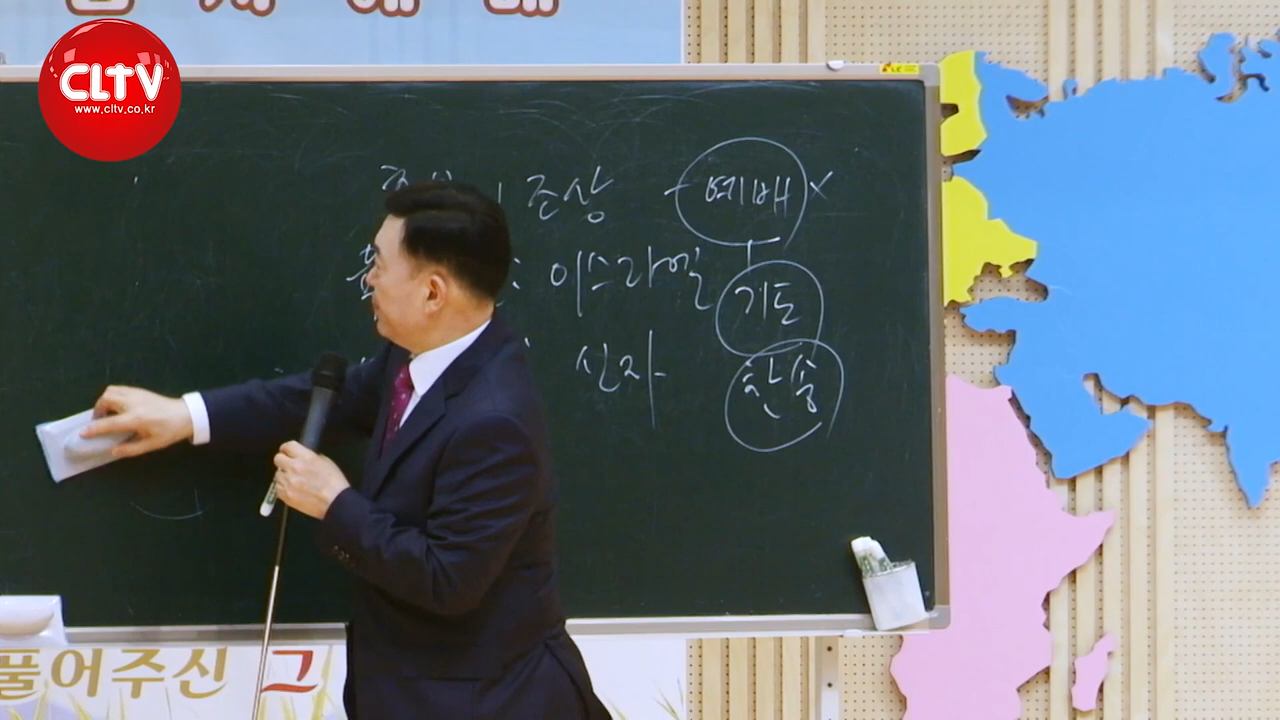 CLTV
www.cltv.co.kr
조상 예배 ×
이스라엘 기도
신자 찬송
풀어주신 그